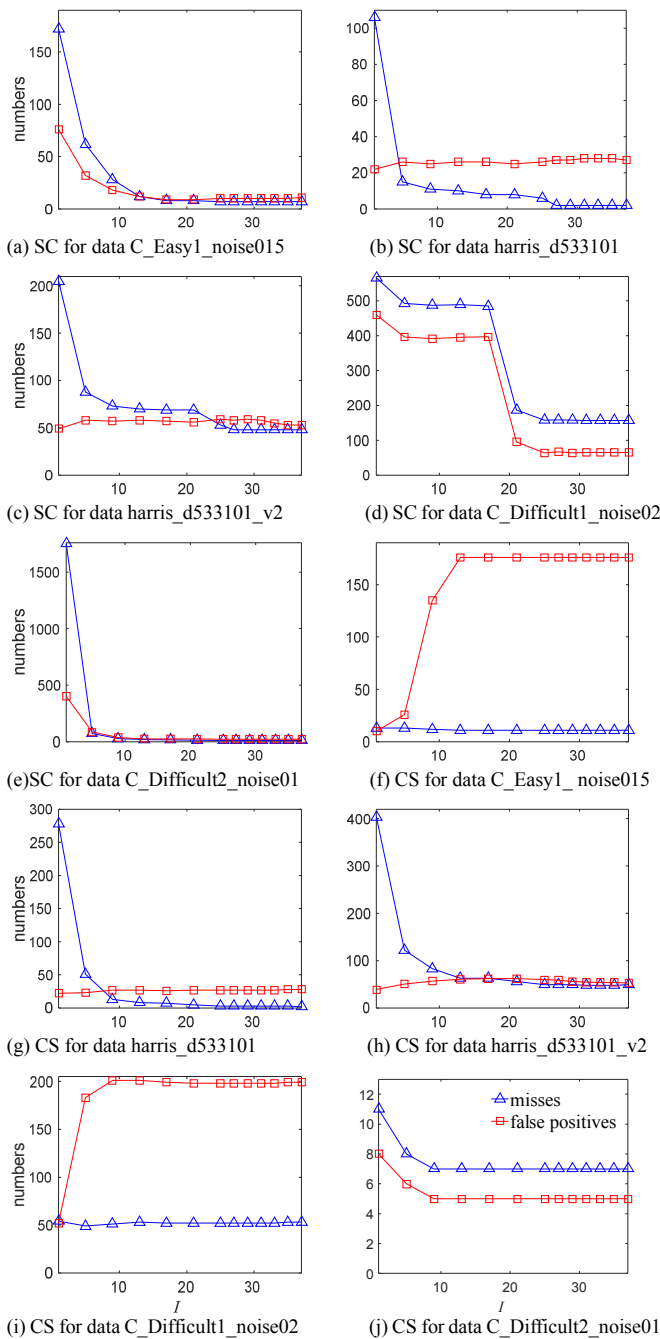 numbers
150
100
50
0
10 20 30
(a) SC for data C_Easy1_noise015
100
80
60
40
20
0
10 20 30
(b) SC for data harris_d533101
numbers
200
150
100
50
0
10 20 30
(c) SC for data harris_d533101_v2
500
400
300
200
100
0
10 20 30
(d) SC for data C_Difficult1_noise02
numbers
1500
1000
500
0
10 20 30
(e)SC for data C_Difficult2_noise01
150
100
50
0
10 20 30
(f) CS for data C_Easy1_ noise015
numbers
300
250
200
150
100
50
0
10 20 30
(g) CS for data harris_d533101
400
300
200
100
0
10 20 30
(h) CS for data harris_d533101_v2
numbers
200
150
100
50
0
10 20 30
I
(i) CS for data C_Difficult1_noise02
misses
false positives
12
10
8
6
4
2
0
10 20 30
I
(j) CS for data C_Difficult2_noise01